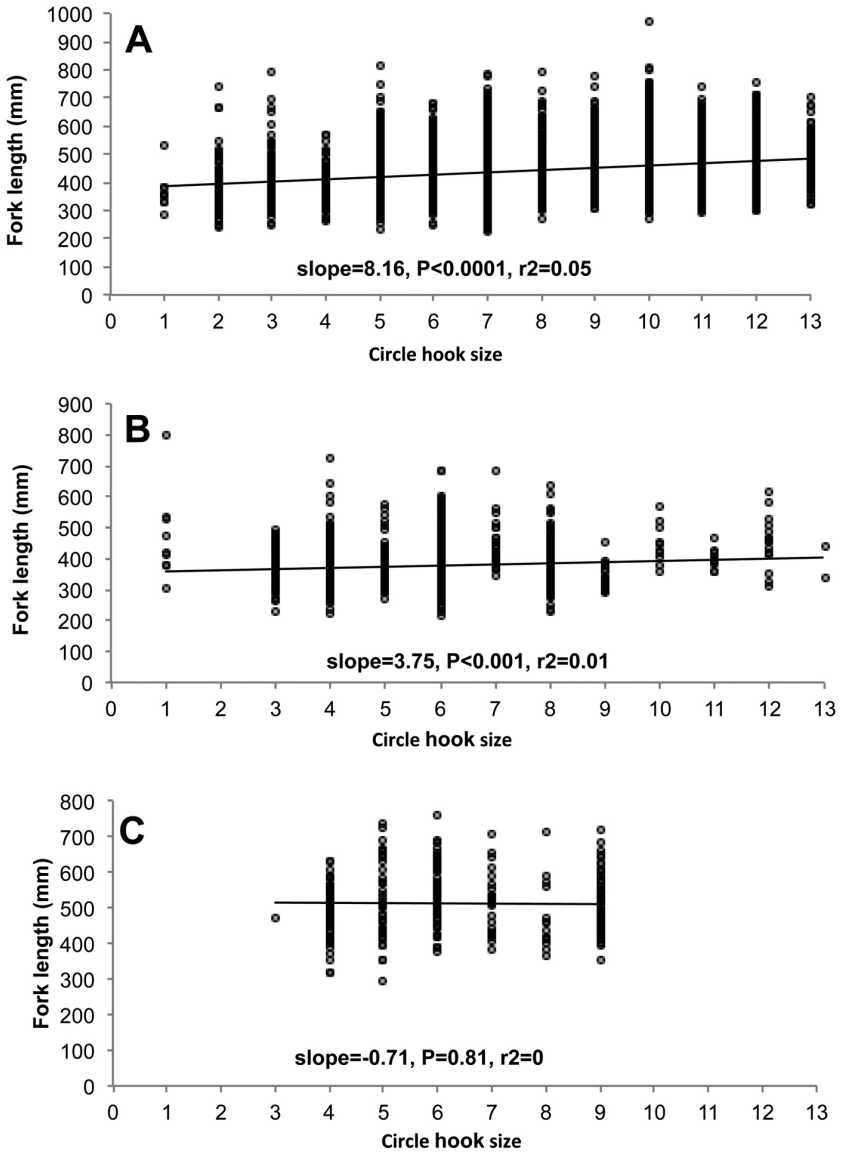 A
Fork length (mm)
1000
900
800
700
600
500
400
300
200
100
0
slope=8.16, P<0.0001, r2=0.05
0 1 2 3 4 5 6 7 8 9 10 11 12 13
Circle hook size
B
Fork length (mm)
900
800
700
600
500
400
300
200
100
0
slope=3.75, P<0.001, r2=0.01
0 1 2 3 4 5 6 7 8 9 10 11 12 13
Circle hook size
C
Fork length (mm)
800
700
600
500
400
300
200
100
0
slope=-0.71, P=0.81, r2=0
0 1 2 3 4 5 6 7 8 9 10 11 12 13
Circle hook size